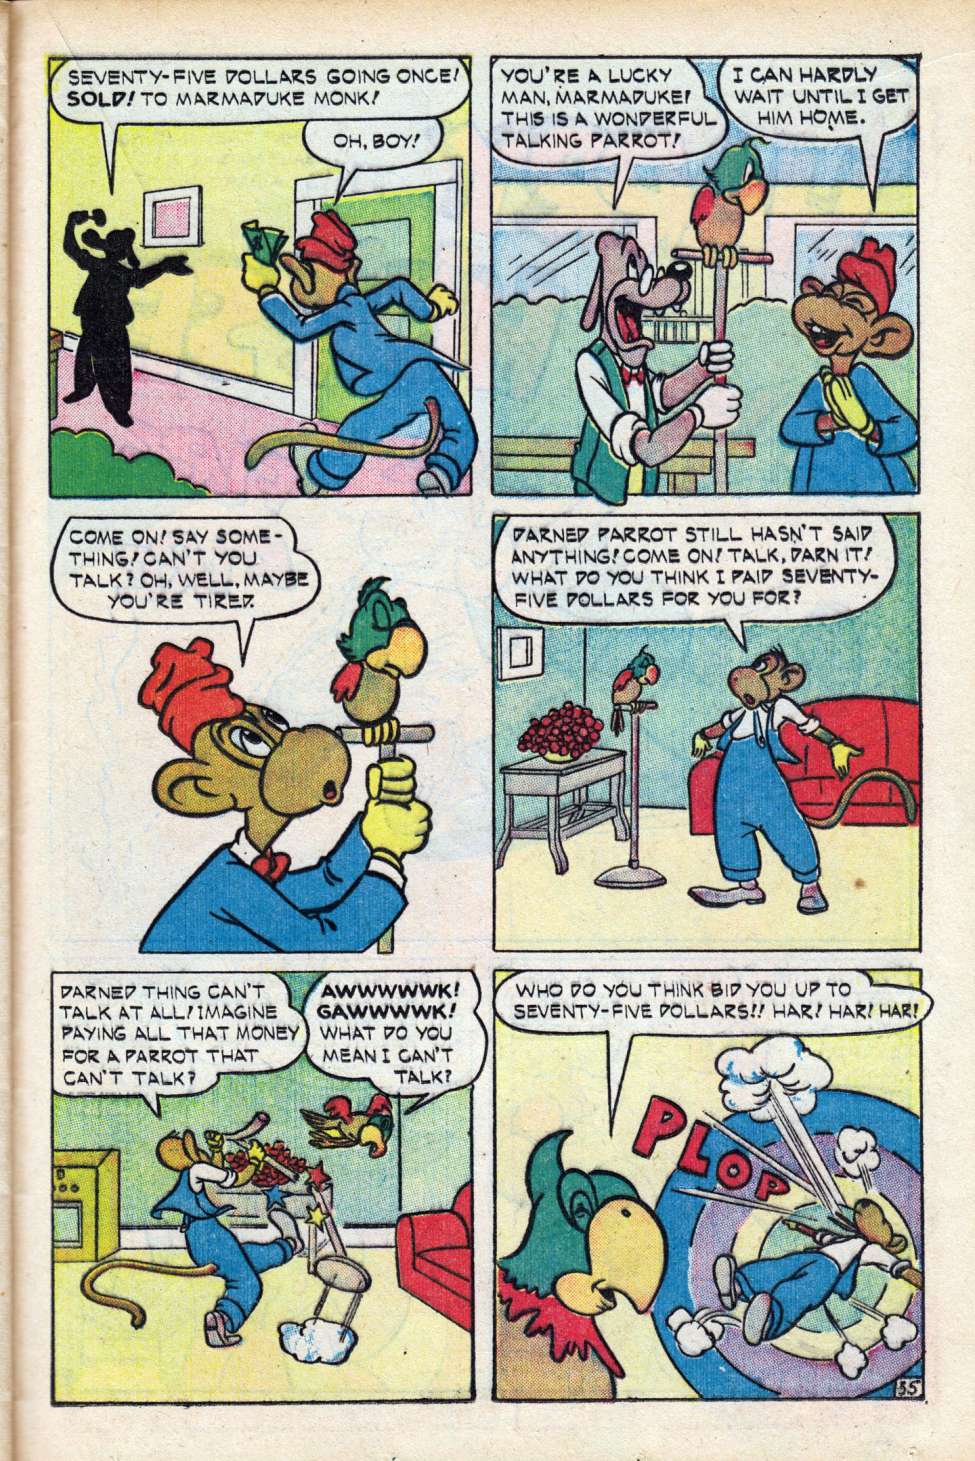 SEVENTY-FIVE DOLLARS GOING ONCE!
SOLD! TO MARMADUKE MONK!
OH, BOY!
YOU'RE A LUCKY
MAN, MARMADUKE!
THIS IS A WONDERFUL
TALKING PARROT!
I CAN HARDLY
WAIT UNTIL I GET
HIM HOME.
COME ON! SAY SOME-
THING! CAN'T YOU
TALK? OH, WELL, MAYBE
YOU'RE TIRED.
DARNED PARROT STILL HASN'T SAID
ANYTHING! COME ON! TALK, DARN IT!
WHAT DO YOU THINK I PAID SEVENTY-
FIVE DOLLARS FOR YOU FOR?
DARNED THING CAN'T
TALK AT ALL! IMAGINE
PAYING ALL THAT MONEY
FOR A PARROT THAT
CAN'T TALK?
AWWWWWK!
GAWWWWK!
WHAT DO YOU
MEAN I CAN'T
TALK?
WHO DO YOU THINK BID YOU UP TO
SEVENTY-FIVE DOLLARS!! HAR! HAR! HAR!
PLOP
35